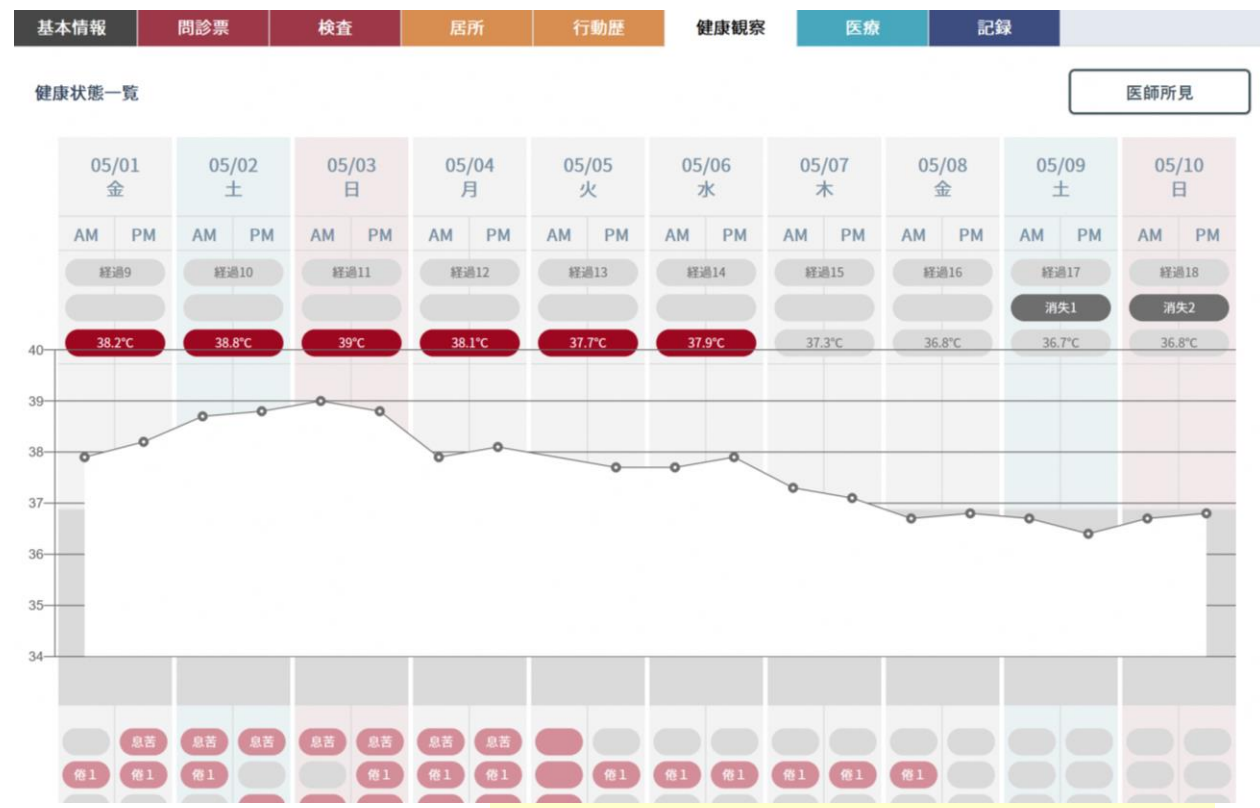 基本情報 問診票 検査 居所 行動歴 健康観察 医療 記録
健康状態一覧 医師所見
05/01 05/02 05/03 05/04 05/05 05/06 05/07 05/08 05/09 05/10
金 土 日 月 火 水 木 金 土 日
AM PM AM PM AM PM AM PM AM PM AM PM AM PM AM PM AM PM AM PM
経過9 経過10 経過11 経過12 経過13 経過14 経過15 経過16 経過17 経過18
消失1 消失2
38.2℃ 38.8℃ 39℃ 38.1℃ 37.7℃ 37.9℃ 37.3℃ 36.8℃ 36.7℃ 36.8℃
40
39
38
37
36
35
34
息苦 息苦 息苦 息苦 息苦 息苦 息苦
倦1 倦1 倦1 倦1 倦1 倦1 倦1 倦1 倦1 倦1 倦1 倦1